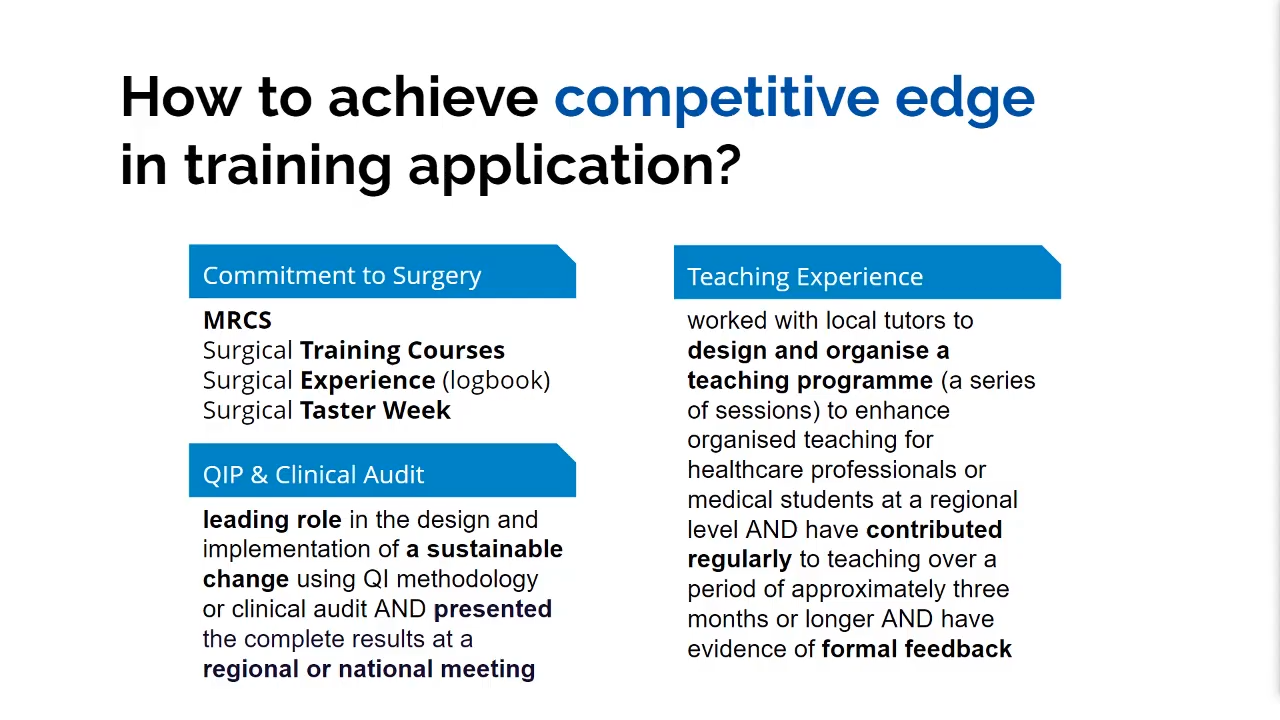 How to achieve competitive edge
in training application?
Commitment to Surgery
MRCS
Surgical Training Courses
Surgical Experience (logbook)
Surgical Taster Week
QIP & Clinical Audit
leading role in the design and
implementation of a sustainable
change using QI methodology
or clinical audit AND presented
the complete results at a
regional or national meeting
Teaching Experience
worked with local tutors to
design and organise a
teaching programme (a series
of sessions) to enhance
organised teaching for
healthcare professionals or
medical students at a regional
level AND have contributed
regularly to teaching over a
period of approximately three
months or longer AND have
evidence of formal feedback